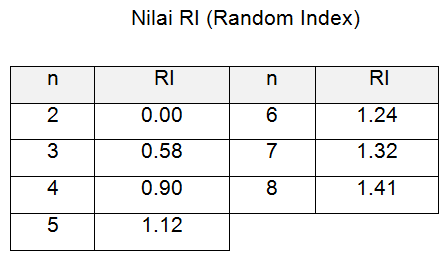 Nilai RI (Random Index)
n RI n RI
2 0.00 6 1.24
3 0.58 7 1.32
4 0.90 8 1.41
5 1.12